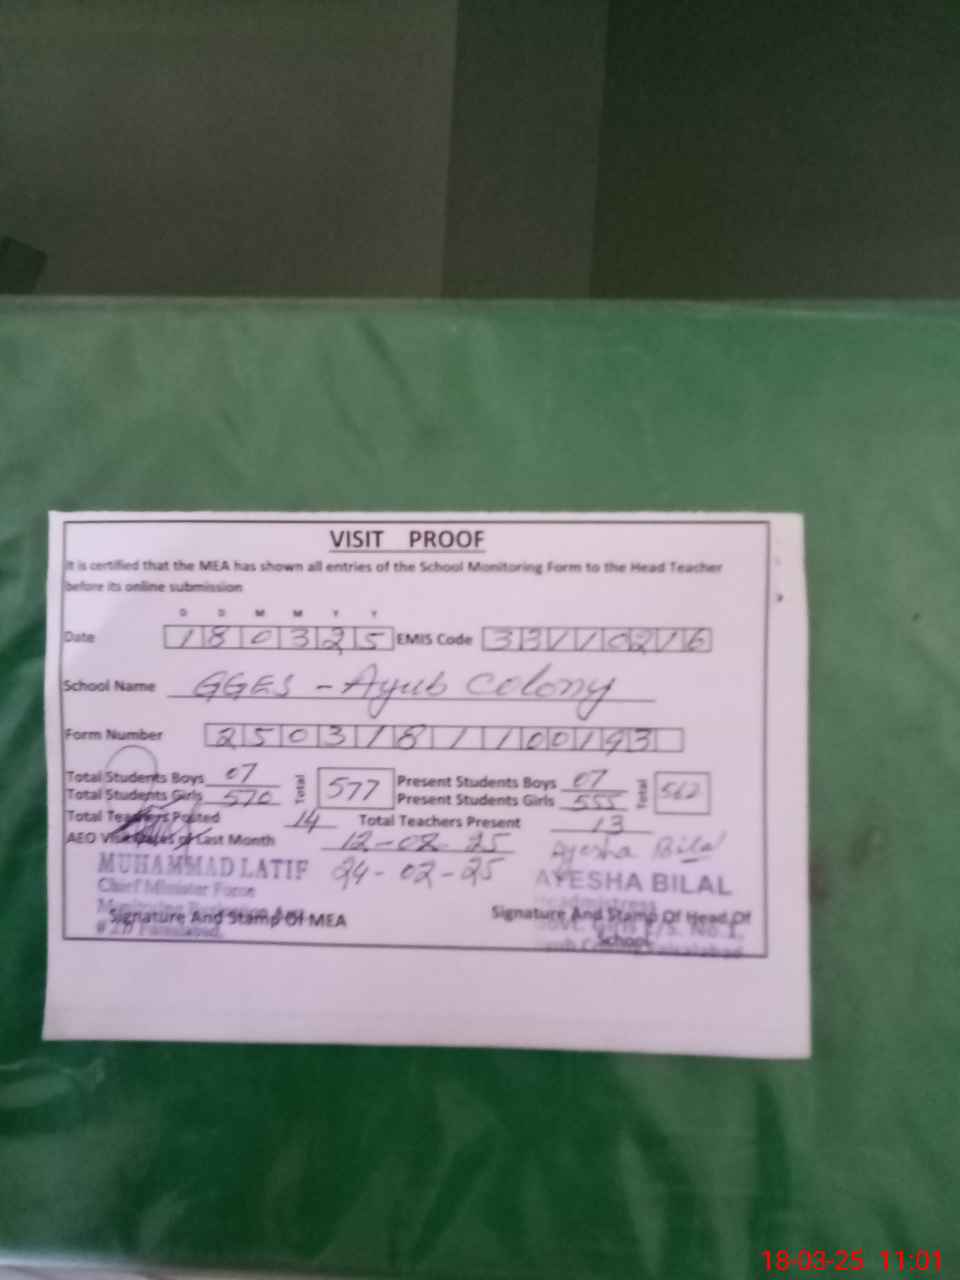 VISIT PROOF
It is certified that the MEA has shown all entries of the School Monitoring Form to the Head Teacher
before its online submission
D D M M Y Y
Date 180325 EMIS Code 33110216
School Name GGES - Ayub Colony
Form Number 2503181100193
Total Students Boys 07 Total 577 Present Students Boys 07 Total 562
Total Students Girls 570 Present Students Girls 555
Total Teachers Posted 14 Total Teachers Present 13
AEO Visit Dates of Last Month 12-02-25 Ayesha Bilal
24-02-25
MUHAMMAD LATIF AYESHA BILAL
Chief Minister Force
Signature And Stamp Of MEA Signature And Stamp Of Head Of
School
18-03-25 11:01